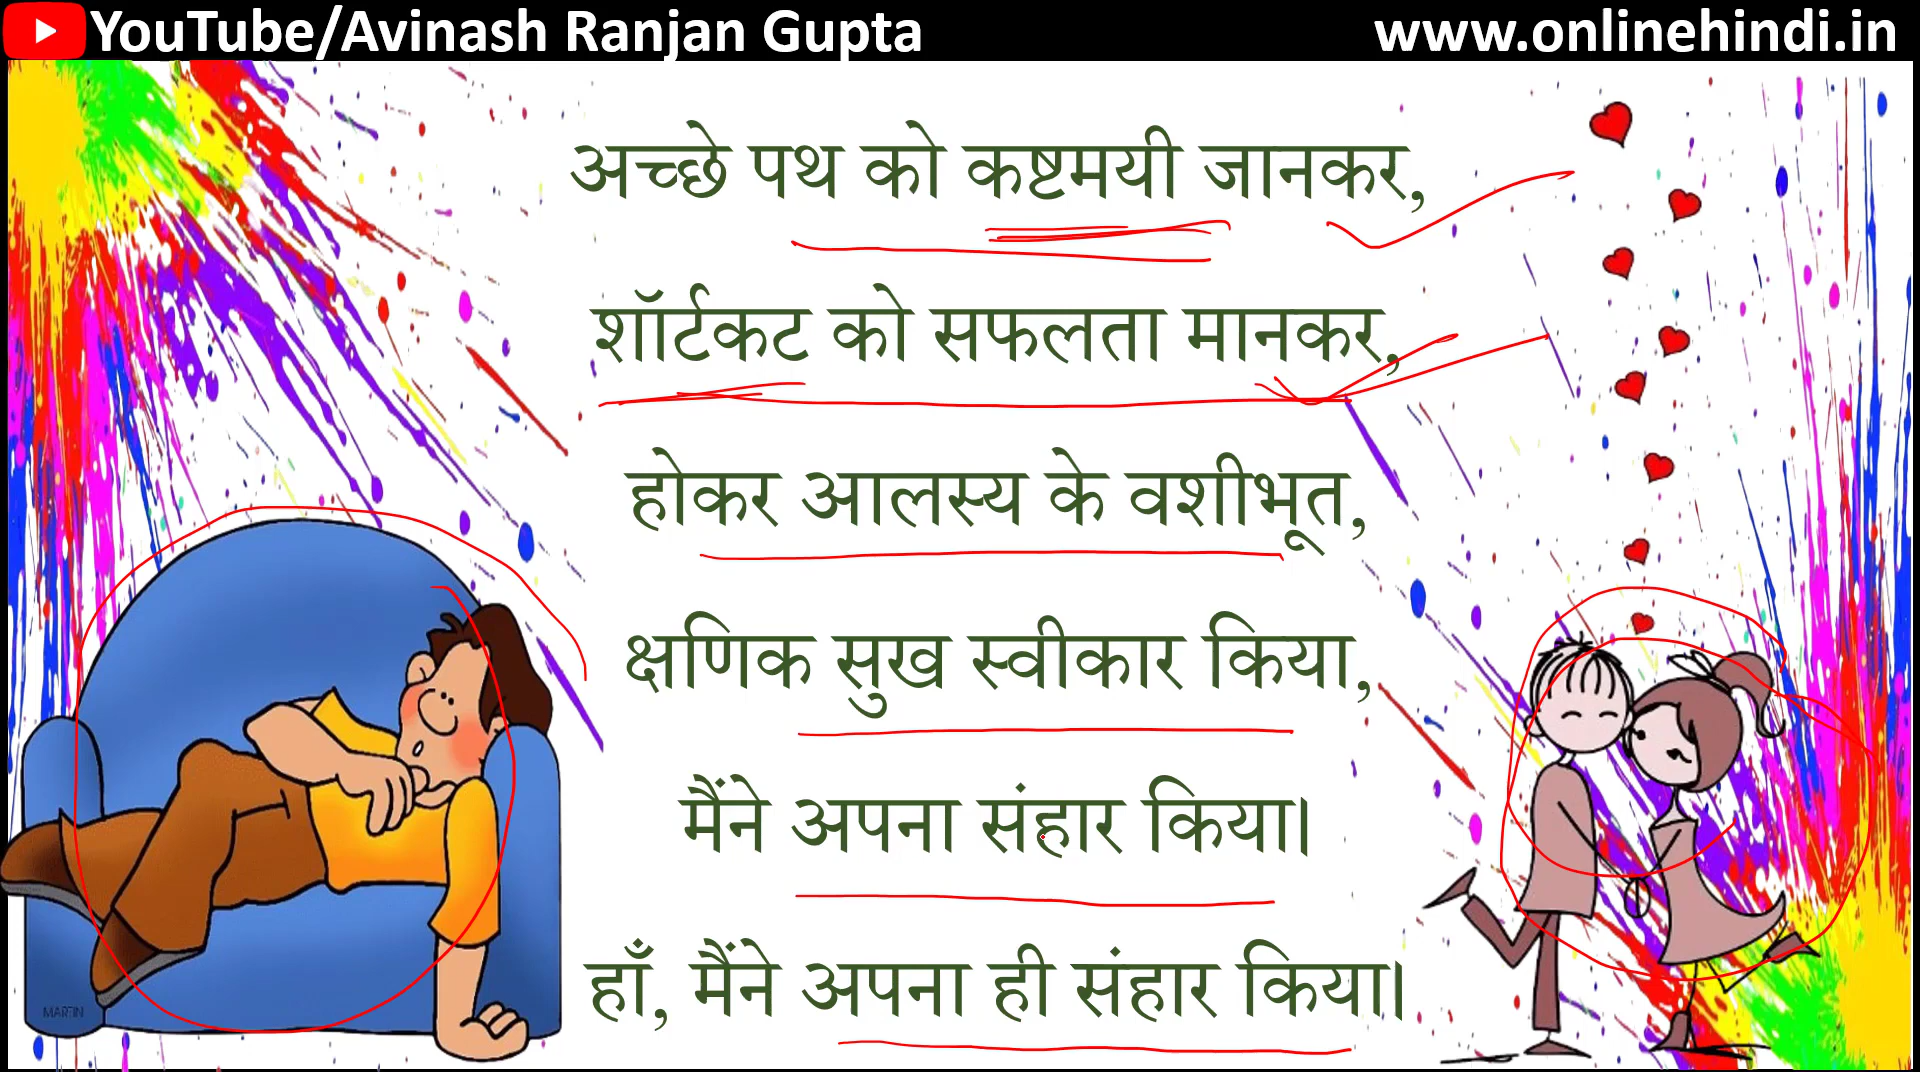 YouTube/Avinash Ranjan Gupta
www.onlinehindi.in
अच्छे पथ को कष्टमयी जानकर,
शॉर्टकट को सफलता मानकर,
होकर आलस्य के वशीभूत,
क्षणिक सुख स्वीकार किया,
मैंने अपना संहार किया।
हाँ, मैंने अपना ही संहार किया।
MARTIN